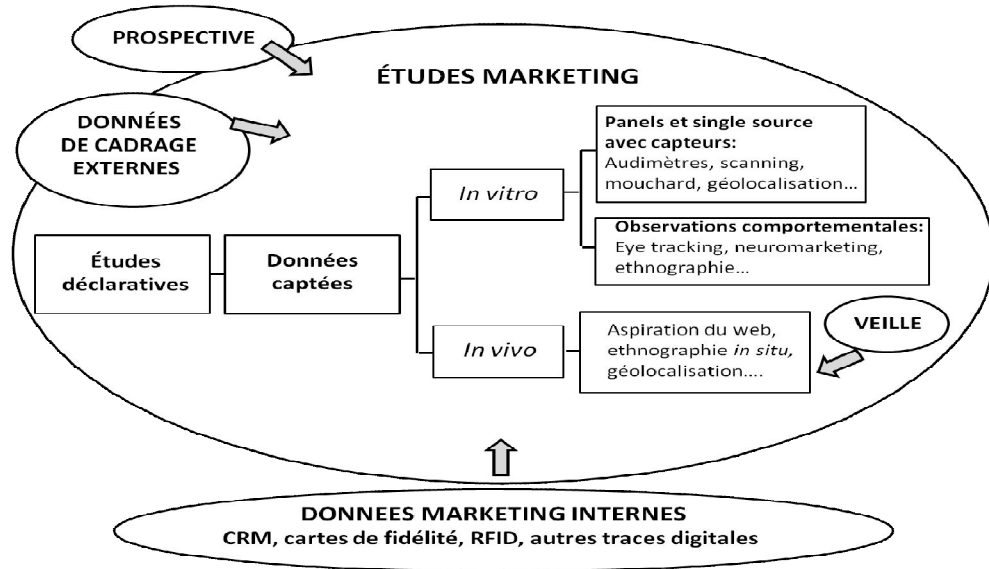 PROSPECTIVE
ÉTUDES MARKETING
DONNÉES
DE CADRAGE
EXTERNES
Panels et single source
avec capteurs:
Audimètres, scanning,
mouchard, géolocalisation...
In vitro
Observations comportementales:
Eye tracking, neuromarketing,
ethnographie...
Études
déclaratives
Données
captées
In vivo
Aspiration du web,
ethnographie in situ,
géolocalisation....
VEILLE
DONNEES MARKETING INTERNES
CRM, cartes de fidélité, RFID, autres traces digitales